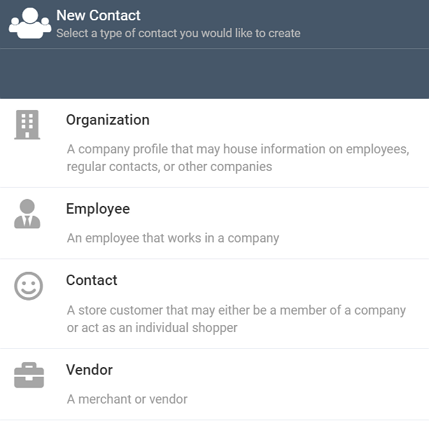 New Contact
Select a type of contact you would like to create
Organization
A company profile that may house information on employees,
regular contacts, or other companies
Employee
An employee that works in a company
Contact
A store customer that may either be a member of a company
or act as an individual shopper
Vendor
A merchant or vendor